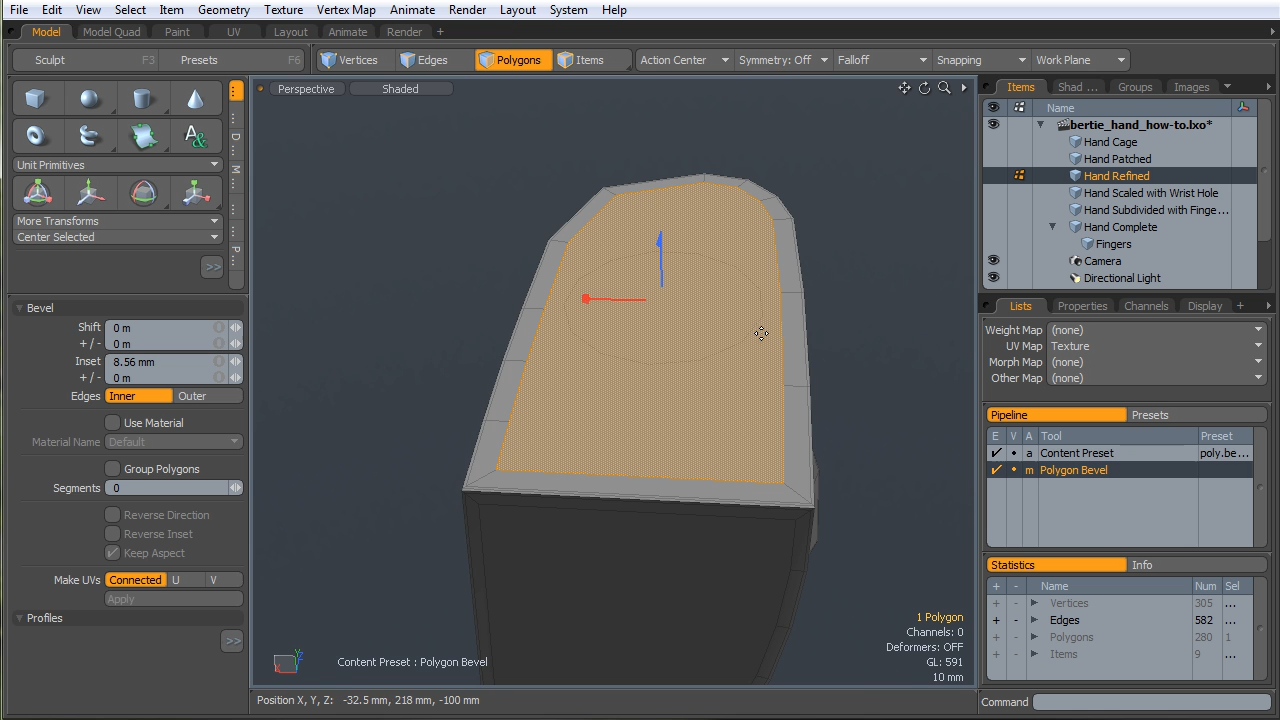 File Edit View Select Item Geometry Texture Vertex Map Animate Render Layout System Help
Model Model Quad Paint UV Layout Animate Render +
Sculpt F3 Presets F6 Vertices Edges Polygons Items Action Center Symmetry: Off Falloff Snapping Work Plane
Unit Primitives
More Transforms
Center Selected
>>
D...
M...
P...
Bevel
Shift 0 m
+ / - 0 m
Inset 8.56 mm
+ / - 0 m
Edges Inner Outer
Use Material
Material Name Default
Group Polygons
Segments 0
Reverse Direction
Reverse Inset
Keep Aspect
Make UVs Connected U V
Apply
Profiles
>>
Perspective Shaded
1 Polygon
Channels: 0
Deformers: OFF
GL: 591
10 mm
Content Preset : Polygon Bevel
Position X, Y, Z: -32.5 mm, 218 mm, -100 mm
Items Shad ... Groups Images
Name
bertie_hand_how-to.lxo*
Hand Cage
Hand Patched
Hand Refined
Hand Scaled with Wrist Hole
Hand Subdivided with Finge...
Hand Complete
Fingers
Camera
Directional Light
Lists Properties Channels Display +
Weight Map (none)
UV Map Texture
Morph Map (none)
Other Map (none)
Pipeline Presets
E V A Tool Preset
a Content Preset poly.be...
m Polygon Bevel
Statistics Info
+ - Name Num Sel
+ - Vertices 305 ...
+ - Edges 582 ...
+ - Polygons 280 1
+ - Items 9 ...
Command